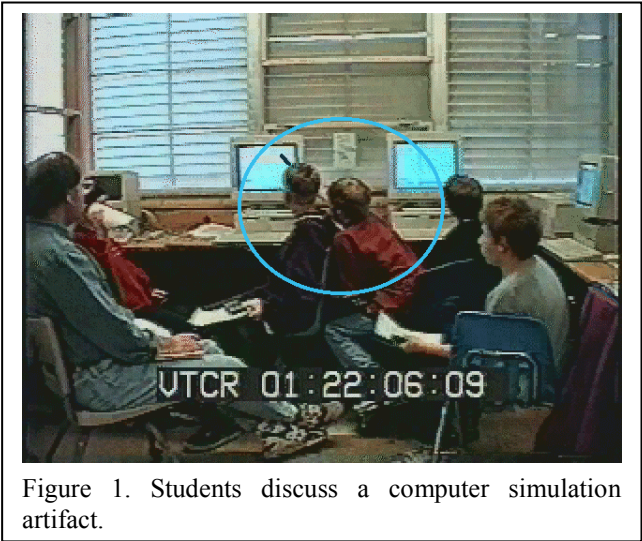 VTCR 01:22:06:09
Figure 1. Students discuss a computer simulation
artifact.